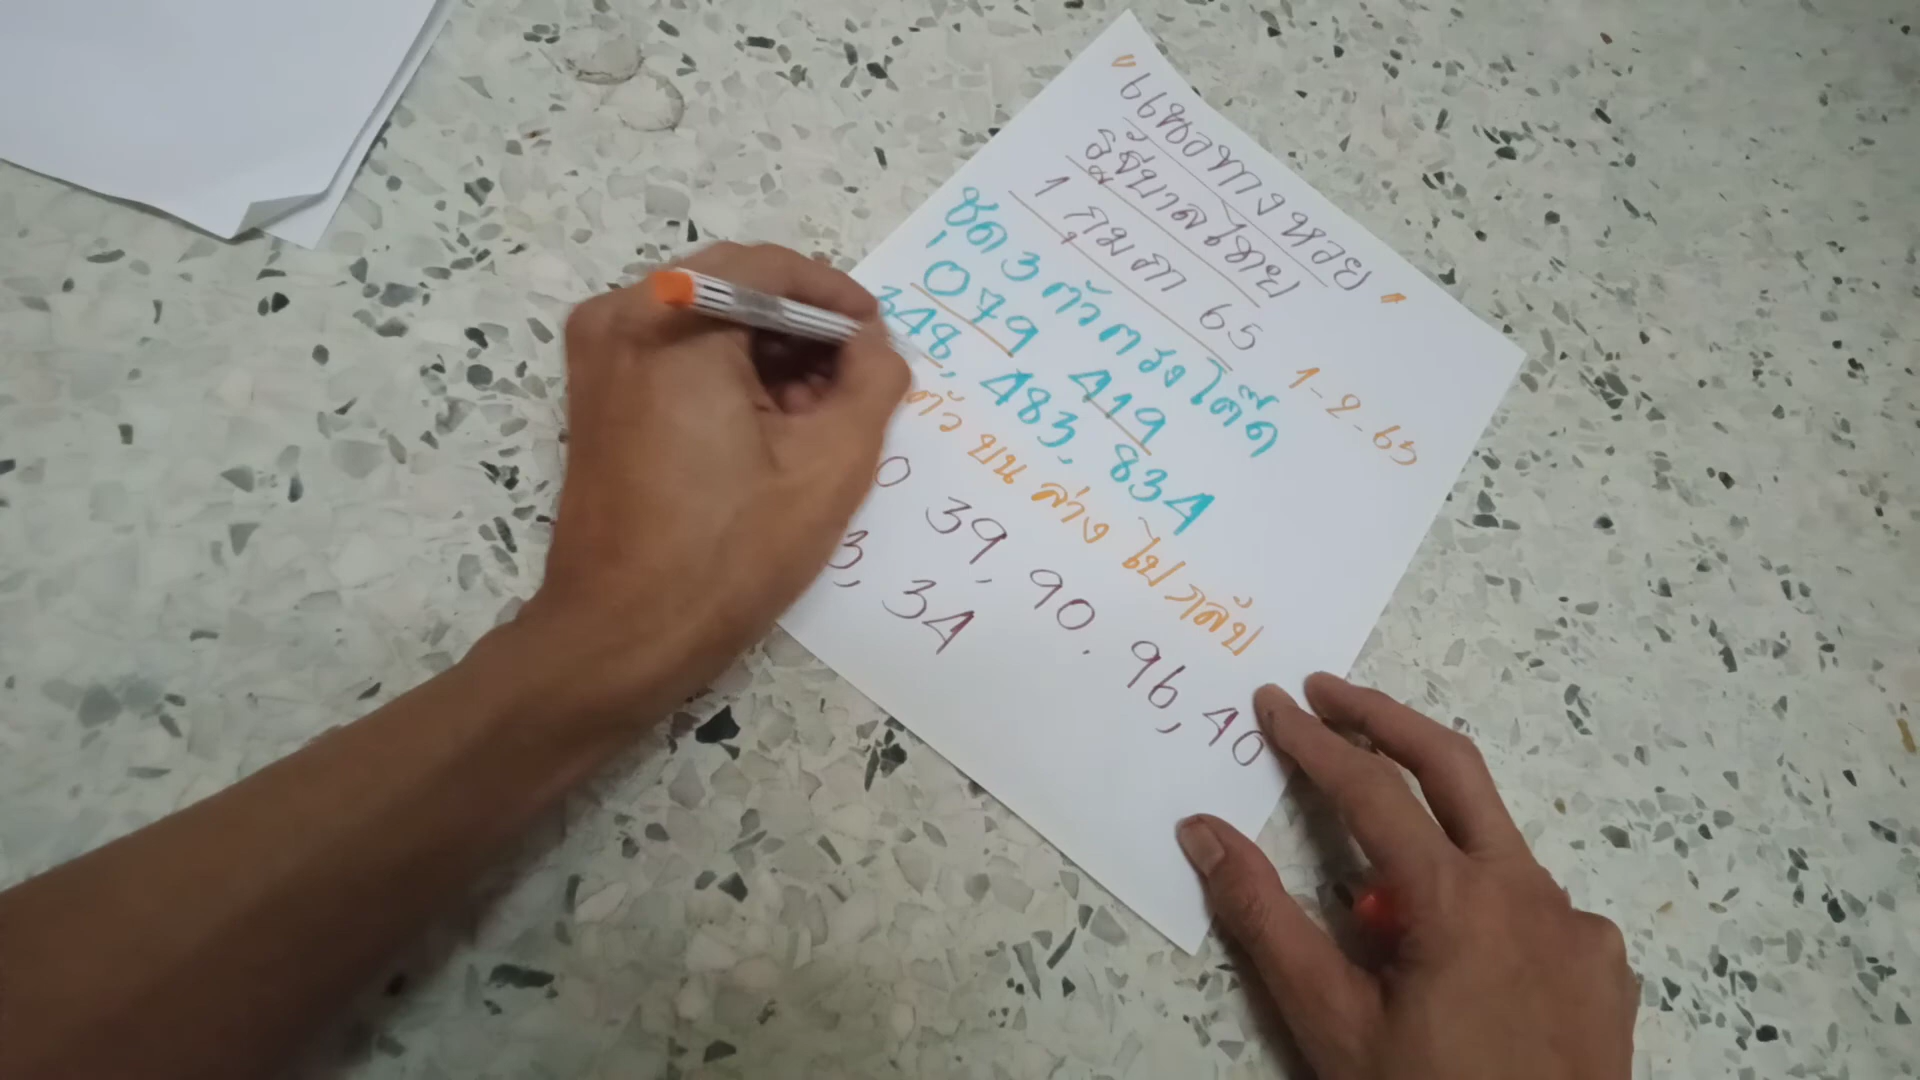 "แนวทางหวย
รัฐบาลไทย"
1 กุมภา 65
1-2-65
ชุด 3 ตัวตรงโต๊ด
079 419
348, 483, 834
ตัว บน ล่าง ไป กลับ
0 39, 90. 96, 40
3, 34